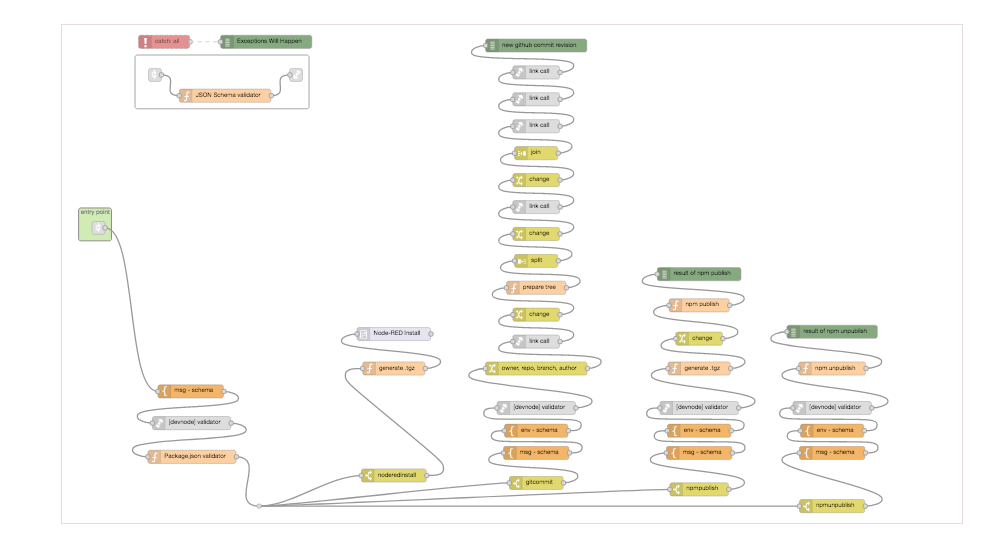 catch: all
Exceptions Will Happen
JSON Schema validator
entry point
msg - schema
[devnode] validator
Package.json validator
Node-RED Install
generate .tgz
noderedinstall
new github commit revision
link call
link call
link call
join
change
link call
change
split
prepare tree
change
link call
owner, repo, branch, author
[devnode] validator
env - schema
msg - schema
gitcommit
result of npm publish
npm publish
change
generate .tgz
[devnode] validator
env - schema
msg - schema
npmpublish
result of npm unpublish
npm unpublish
[devnode] validator
env - schema
msg - schema
npmunpublish